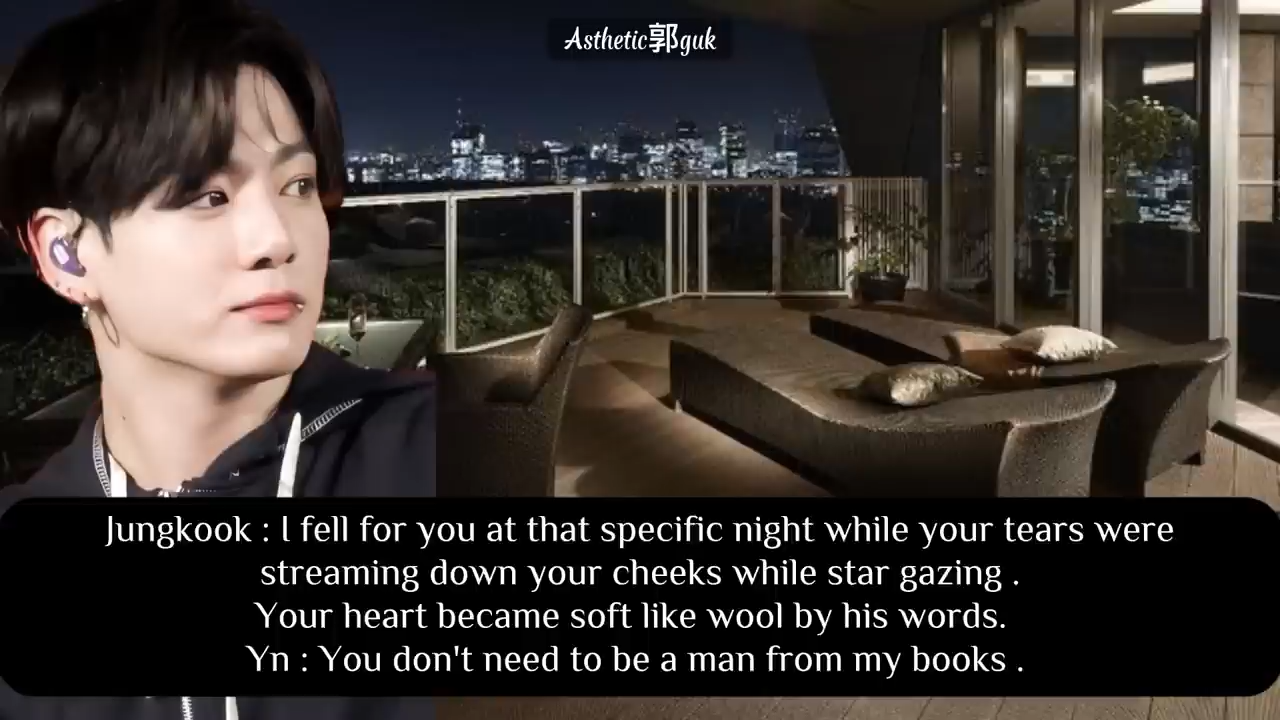 Asthetic郭guk
Jungkook : I fell for you at that specific night while your tears were
streaming down your cheeks while star gazing .
Your heart became soft like wool by his words.
Yn : You don't need to be a man from my books .